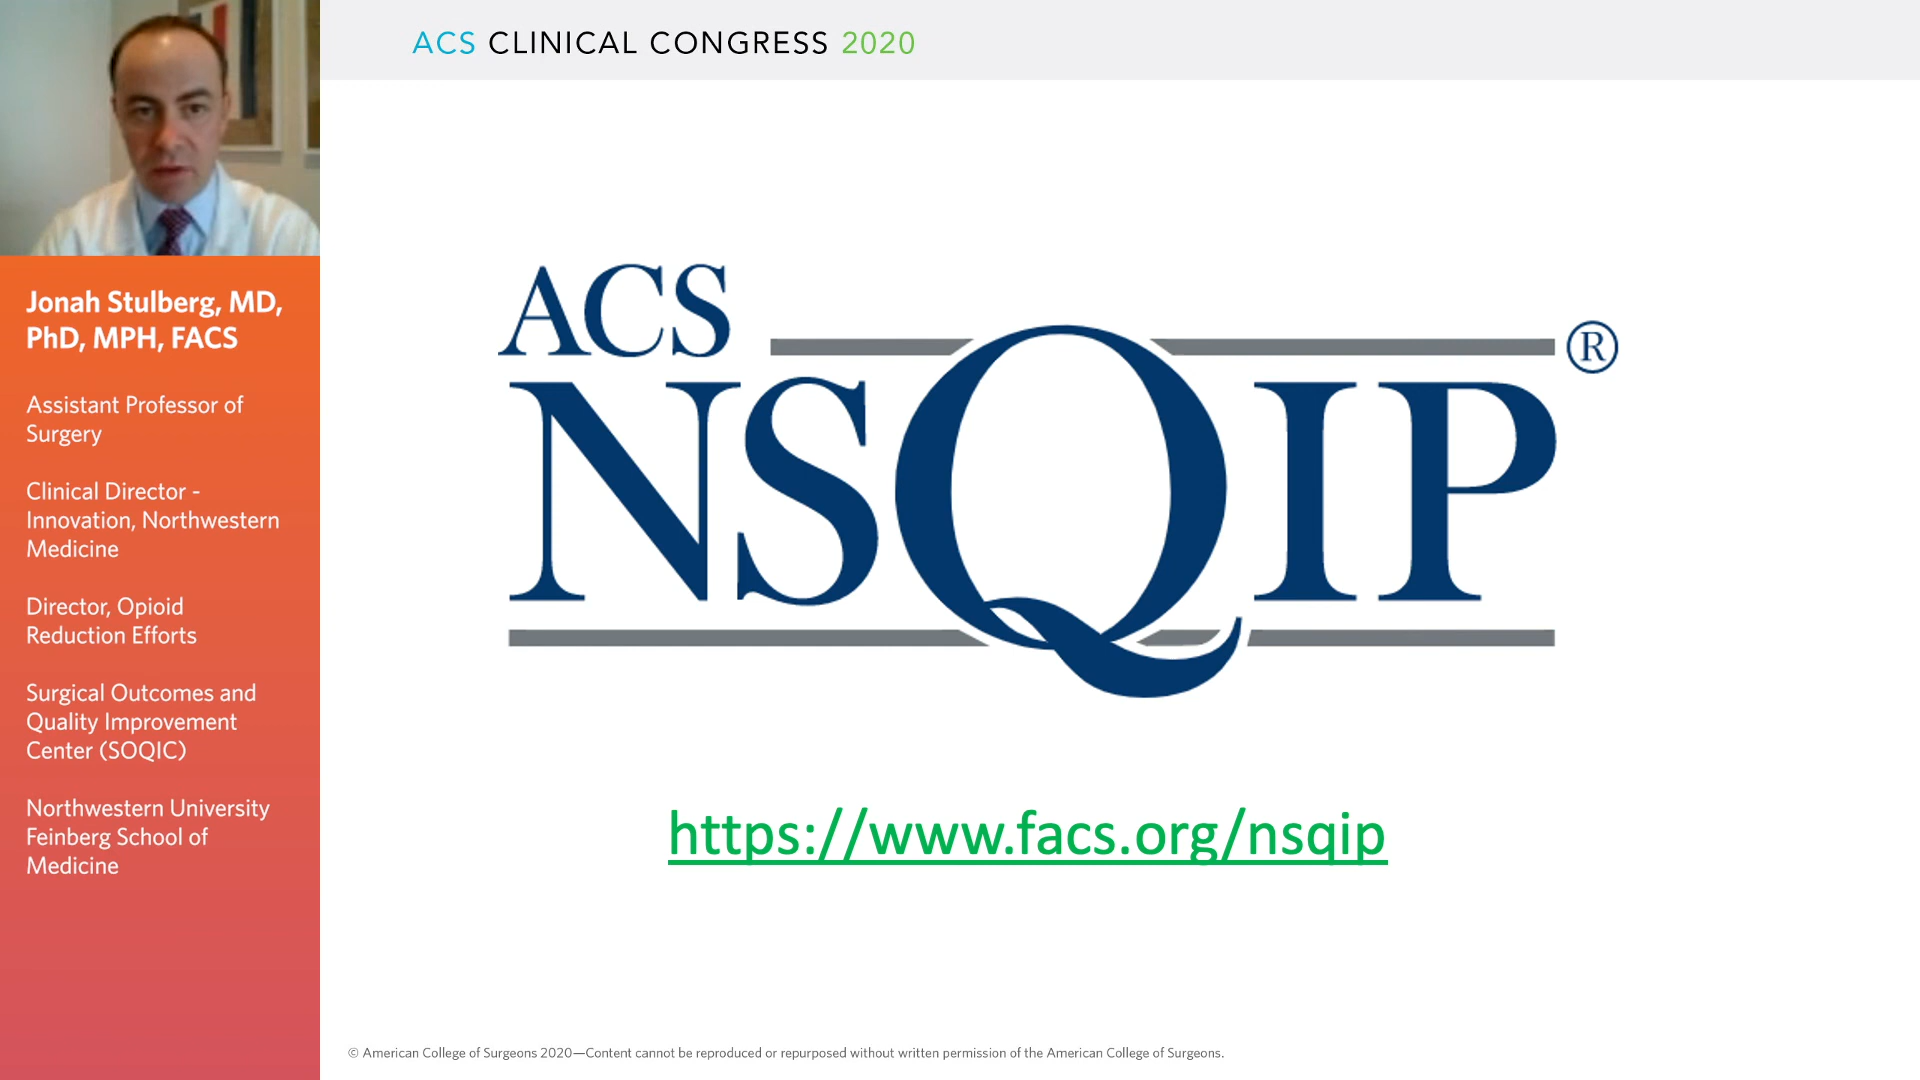 ACS CLINICAL CONGRESS 2020
Jonah Stulberg, MD,
PhD, MPH, FACS
Assistant Professor of
Surgery
Clinical Director -
Innovation, Northwestern
Medicine
Director, Opioid
Reduction Efforts
Surgical Outcomes and
Quality Improvement
Center (SOQIC)
Northwestern University
Feinberg School of
Medicine
ACS
NSQIP®
https://www.facs.org/nsqip
© American College of Surgeons 2020—Content cannot be reproduced or repurposed without written permission of the American College of Surgeons.